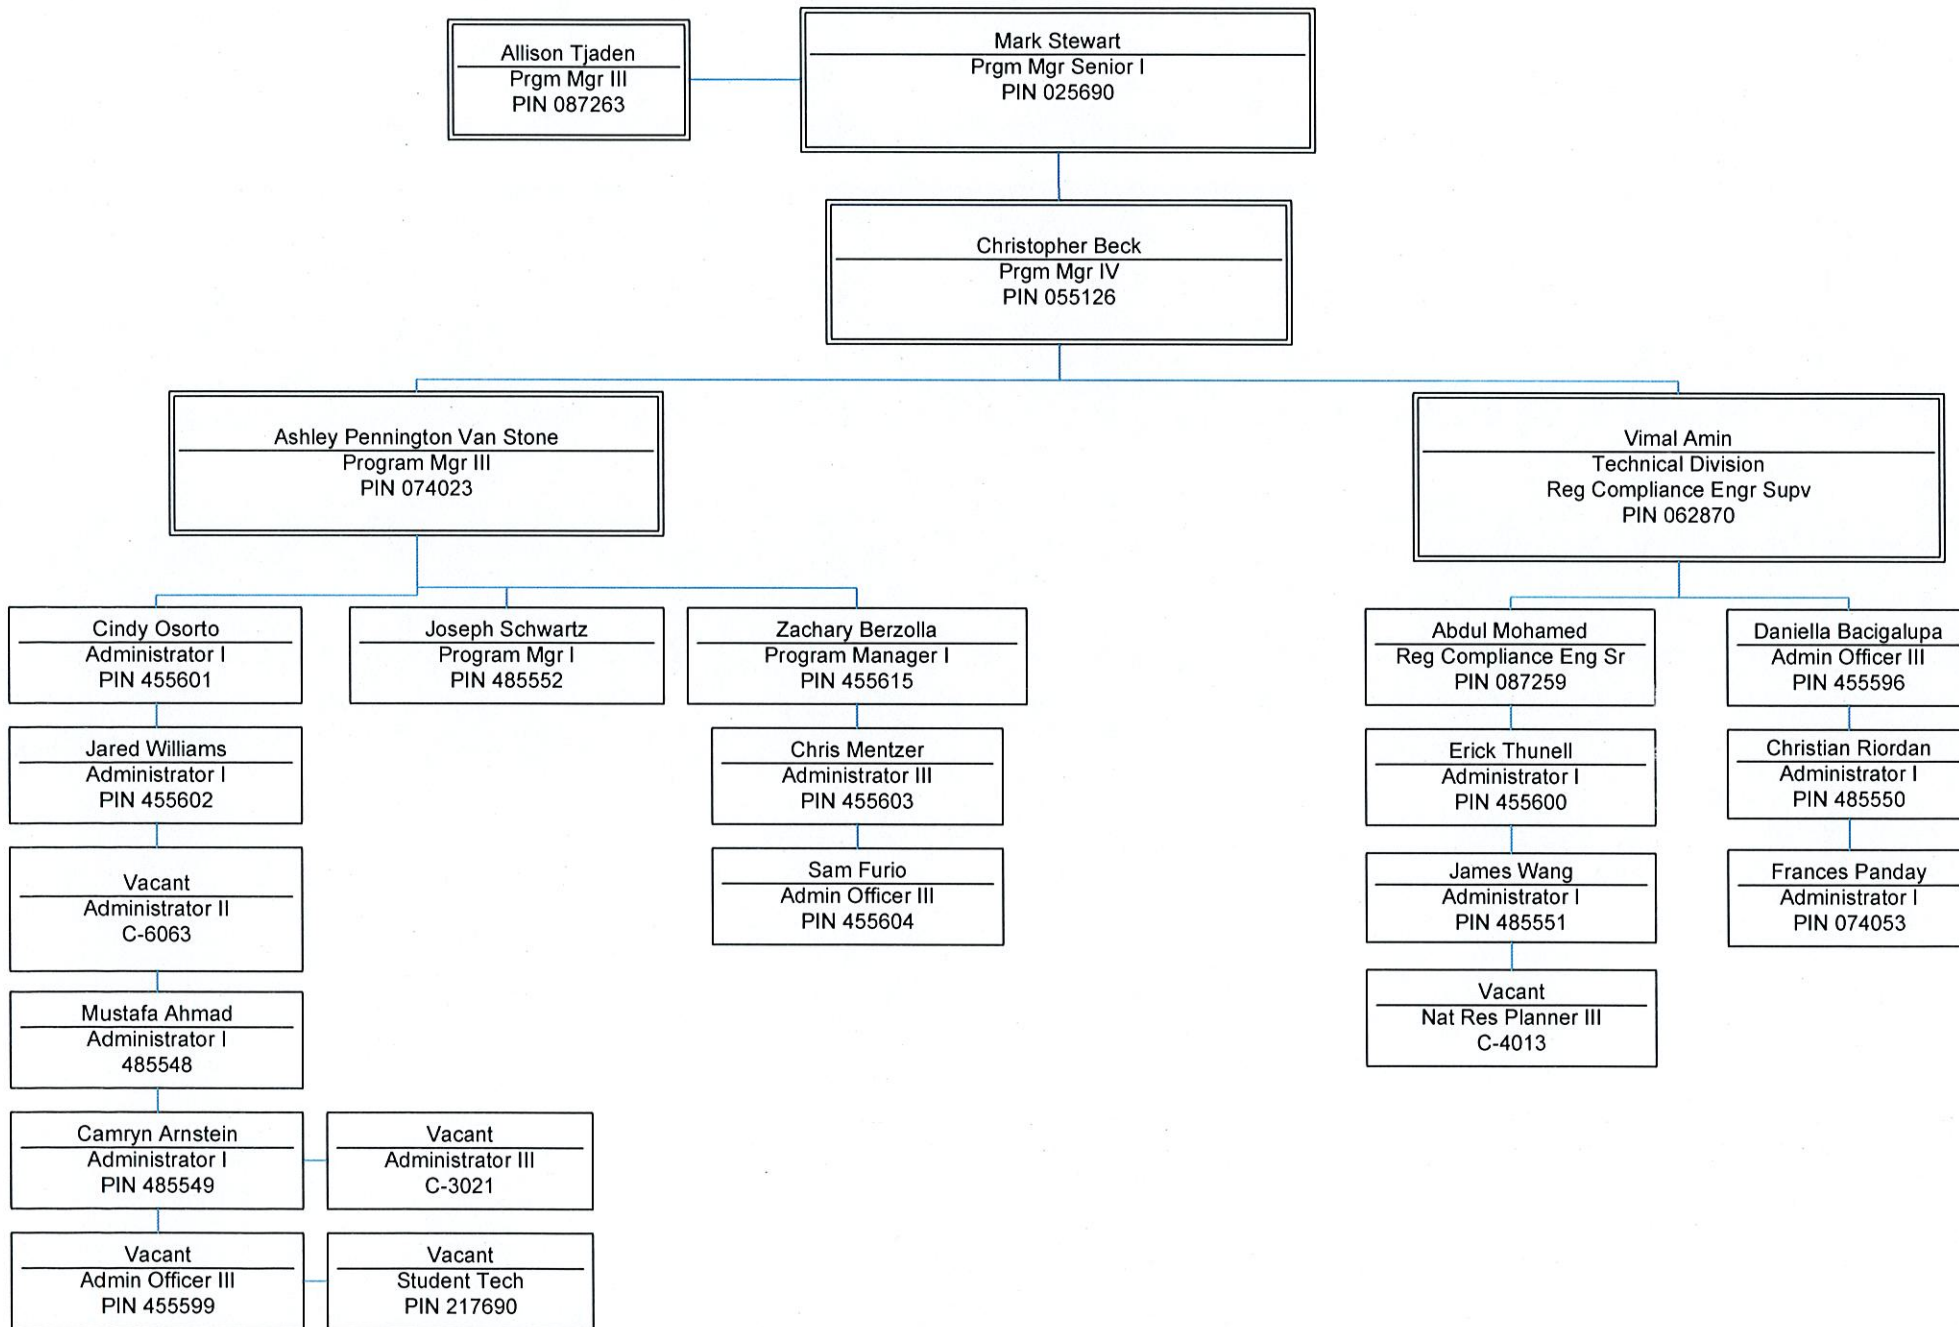 Allison Tjaden
Prgm Mgr III
PIN 087263
Mark Stewart
Prgm Mgr Senior I
PIN 025690
Christopher Beck
Prgm Mgr IV
PIN 055126
Ashley Pennington Van Stone
Program Mgr III
PIN 074023
Vimal Amin
Technical Division
Reg Compliance Engr Supv
PIN 062870
Cindy Osorto
Administrator I
PIN 455601
Joseph Schwartz
Program Mgr I
PIN 485552
Zachary Berzolla
Program Manager I
PIN 455615
Abdul Mohamed
Reg Compliance Eng Sr
PIN 087259
Daniella Bacigalupa
Admin Officer III
PIN 455596
Jared Williams
Administrator I
PIN 455602
Chris Mentzer
Administrator III
PIN 455603
Erick Thunell
Administrator I
PIN 455600
Christian Riordan
Administrator I
PIN 485550
Vacant
Administrator II
C-6063
Sam Furio
Admin Officer III
PIN 455604
James Wang
Administrator I
PIN 485551
Frances Panday
Administrator I
PIN 074053
Mustafa Ahmad
Administrator I
485548
Vacant
Nat Res Planner III
C-4013
Camryn Arnstein
Administrator I
PIN 485549
Vacant
Administrator III
C-3021
Vacant
Admin Officer III
PIN 455599
Vacant
Student Tech
PIN 217690